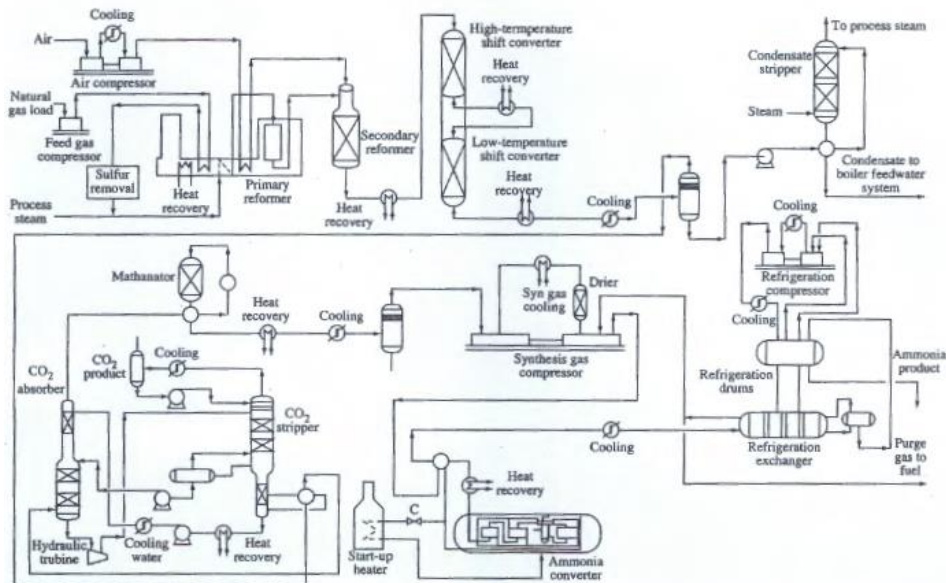 Cooling
Air
Air compressor
Natural
gas load
Feed gas
compressor
Sulfur
removal
Process
steam
Heat
recovery
Primary
reformer
Secondary
reformer
Heat
recovery
High-termperature
shift converter
Heat
recovery
Low-temperature
shift converter
Heat
recovery
Cooling
To process steam
Condensate
stripper
Steam
Condensate to
boiler feedwater
system
Cooling
Refrigeration
compressor
Cooling
Refrigeration
drums
Ammonia
product
Refrigeration
exchanger
Purge
gas to
fuel
Mathanator
Heat
recovery
Cooling
Syn gas
cooling
Drier
Synthesis gas
compressor
CO2
absorber
CO2
product
Cooling
CO2
stripper
Hydraulic
trubine
Cooling
water
Heat
recovery
Cooling
Heat
recovery
C
Start-up
heater
Ammonia
converter